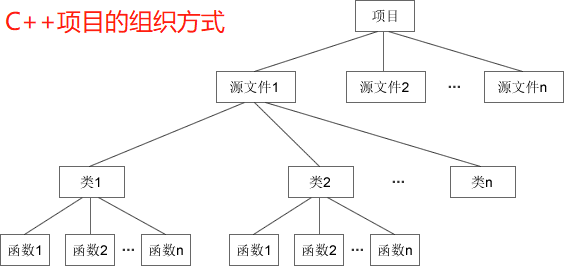 C++项目的组织方式
项目
源文件1 源文件2 ··· 源文件n
类1 类2 ··· 类n
函数1 函数2 ··· 函数n 函数1 函数2 ··· 函数n